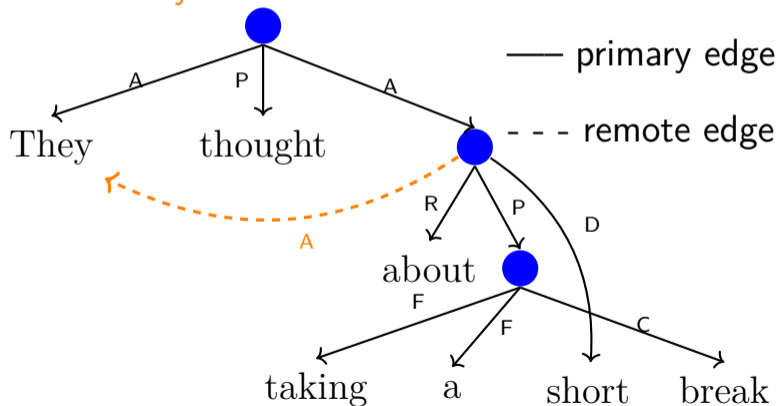 A P A primary edge
They thought remote edge
R P D
A
about
F F C
taking a short break